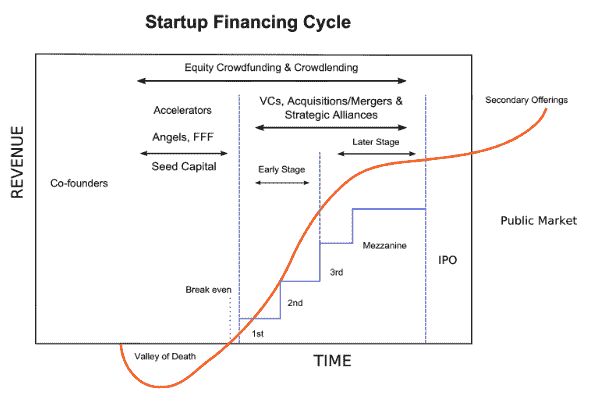 Startup Financing Cycle
Equity Crowdfunding & Crowdlending
Accelerators
Angels, FFF
Seed Capital
VCs, Acquisitions/Mergers &
Strategic Alliances
Early Stage
Later Stage
Secondary Offerings
REVENUE
Co-founders
Public Market
Mezzanine
IPO
3rd
Break even
2nd
1st
Valley of Death
TIME